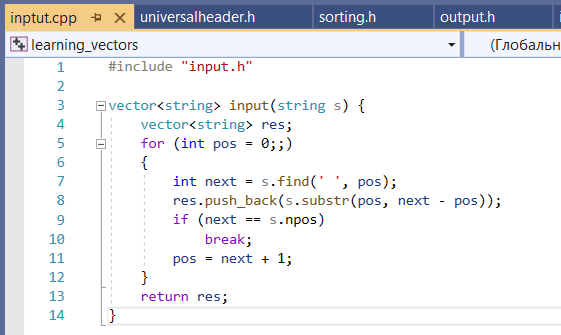 inptut.cpp universalheader.h sorting.h output.h
learning_vectors (Глобальн
1 #include "input.h"
2
3 vector<string> input(string s) {
4 vector<string> res;
5 for (int pos = 0;;)
6 {
7 int next = s.find(' ', pos);
8 res.push_back(s.substr(pos, next - pos));
9 if (next == s.npos)
10 break;
11 pos = next + 1;
12 }
13 return res;
14 }